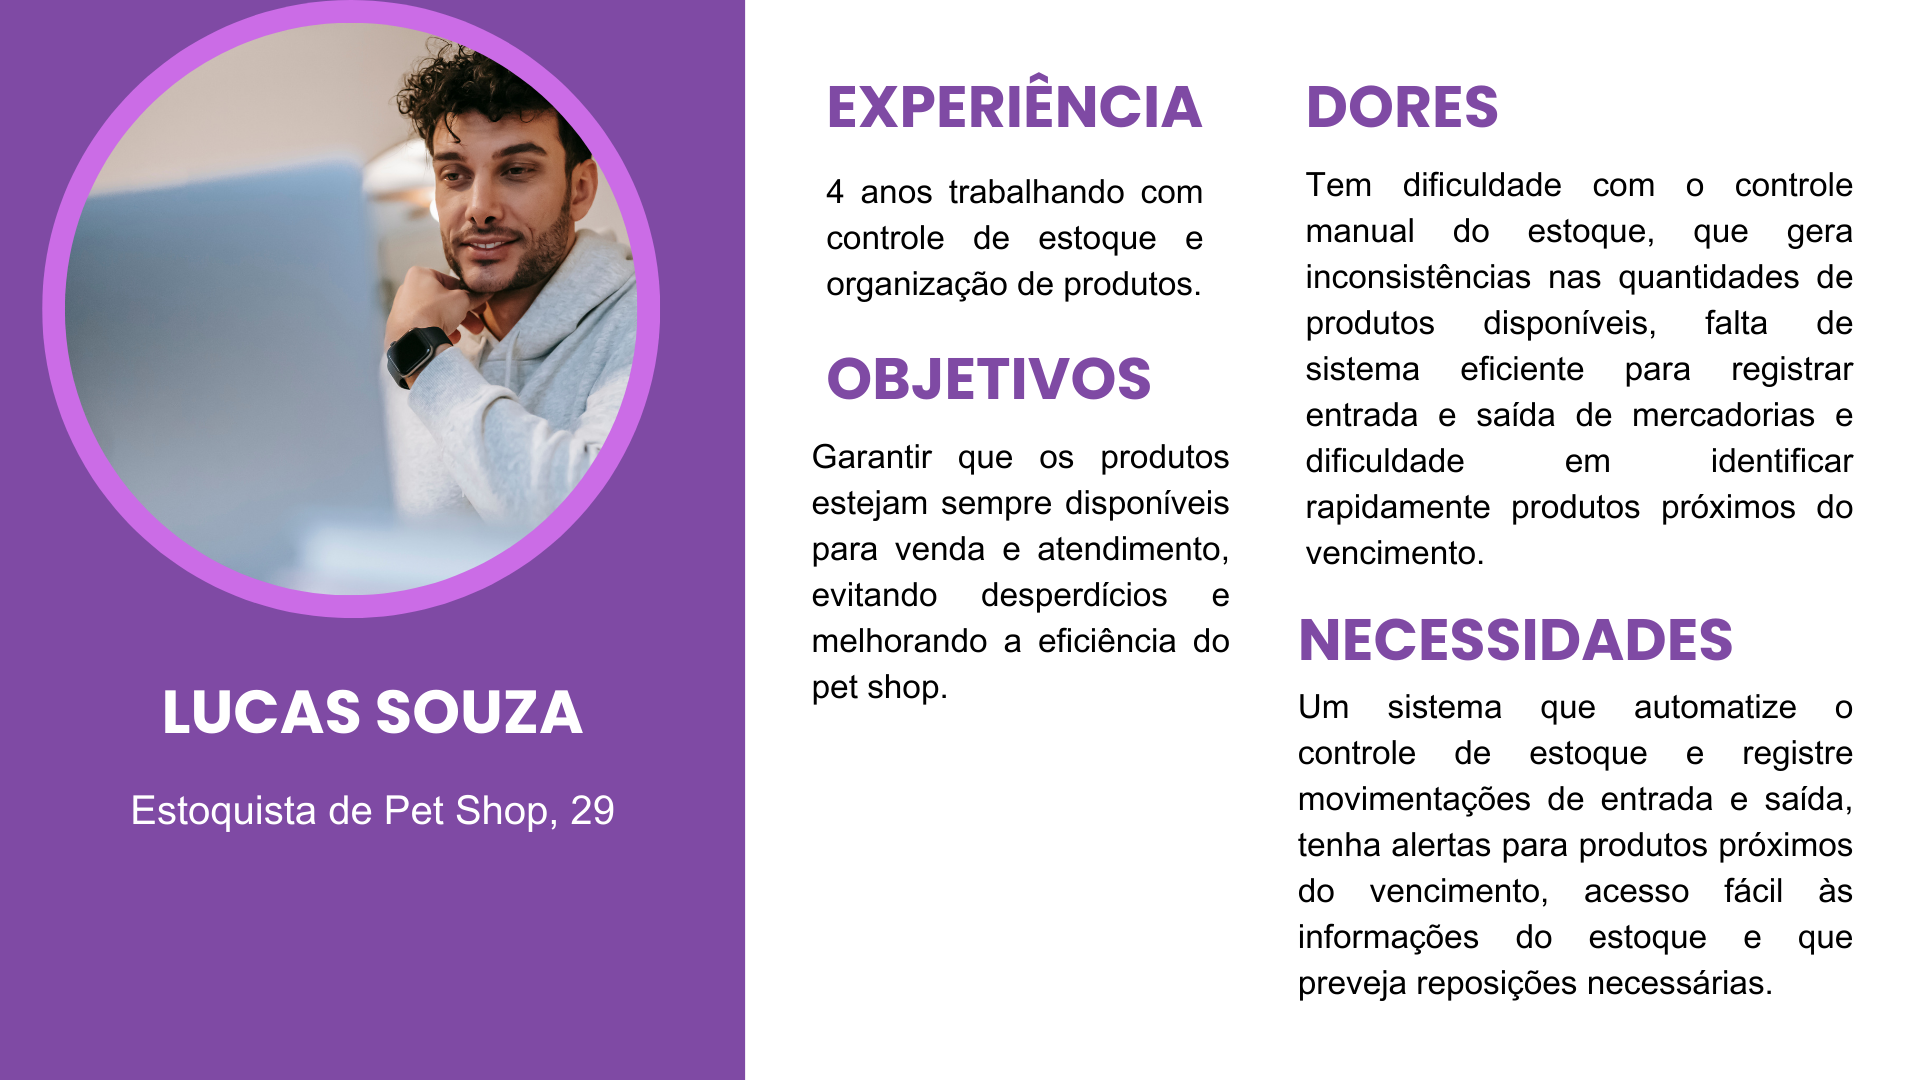 LUCAS SOUZA
Estoquista de Pet Shop, 29
EXPERIÊNCIA
4 anos trabalhando com
controle de estoque e
organização de produtos.
OBJETIVOS
Garantir que os produtos
estejam sempre disponíveis
para venda e atendimento,
evitando desperdícios e
melhorando a eficiência do
pet shop.
DORES
Tem dificuldade com o controle
manual do estoque, que gera
inconsistências nas quantidades de
produtos disponíveis, falta de
sistema eficiente para registrar
entrada e saída de mercadorias e
dificuldade em identificar
rapidamente produtos próximos do
vencimento.
NECESSIDADES
Um sistema que automatize o
controle de estoque e registre
movimentações de entrada e saída,
tenha alertas para produtos próximos
do vencimento, acesso fácil às
informações do estoque e que
preveja reposições necessárias.